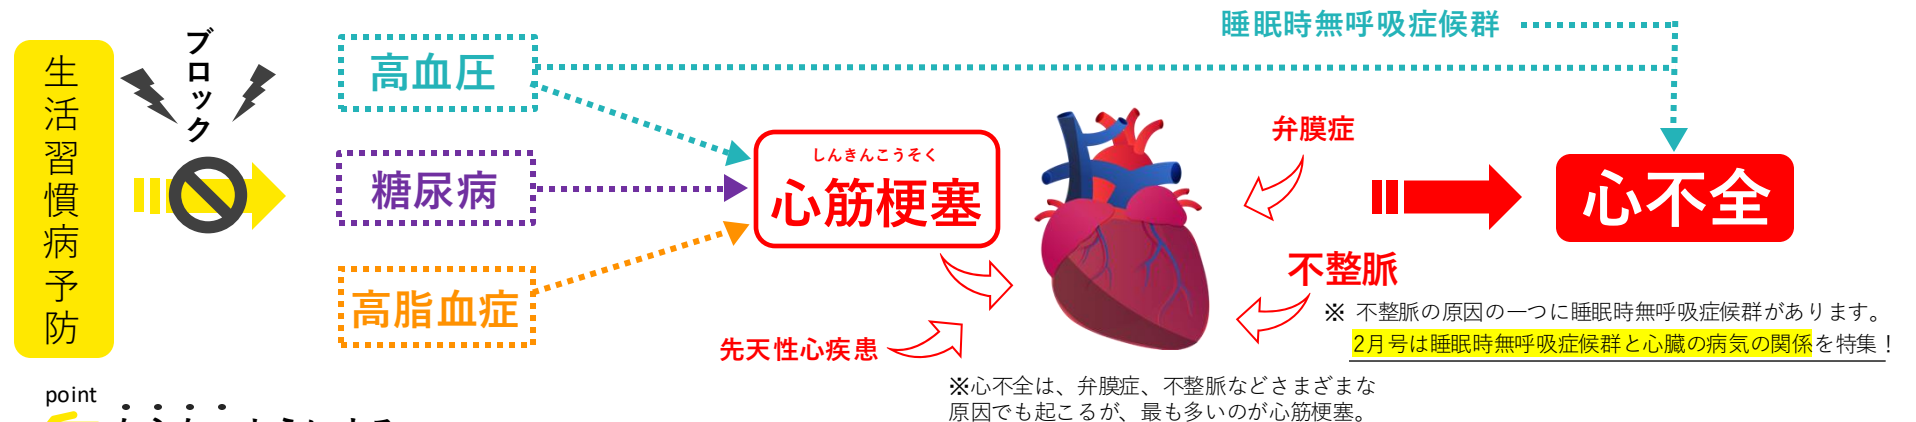 生活習慣病予防
ブロック
高血圧
糖尿病
高脂血症
しんきんこうそく
心筋梗塞
先天性心疾患
弁膜症
不整脈
睡眠時無呼吸症候群
心不全
※ 不整脈の原因の一つに睡眠時無呼吸症候群があります。
2月号は睡眠時無呼吸症候群と心臓の病気の関係を特集！
※心不全は、弁膜症、不整脈などさまざまな
原因でも起こるが、最も多いのが心筋梗塞。
point